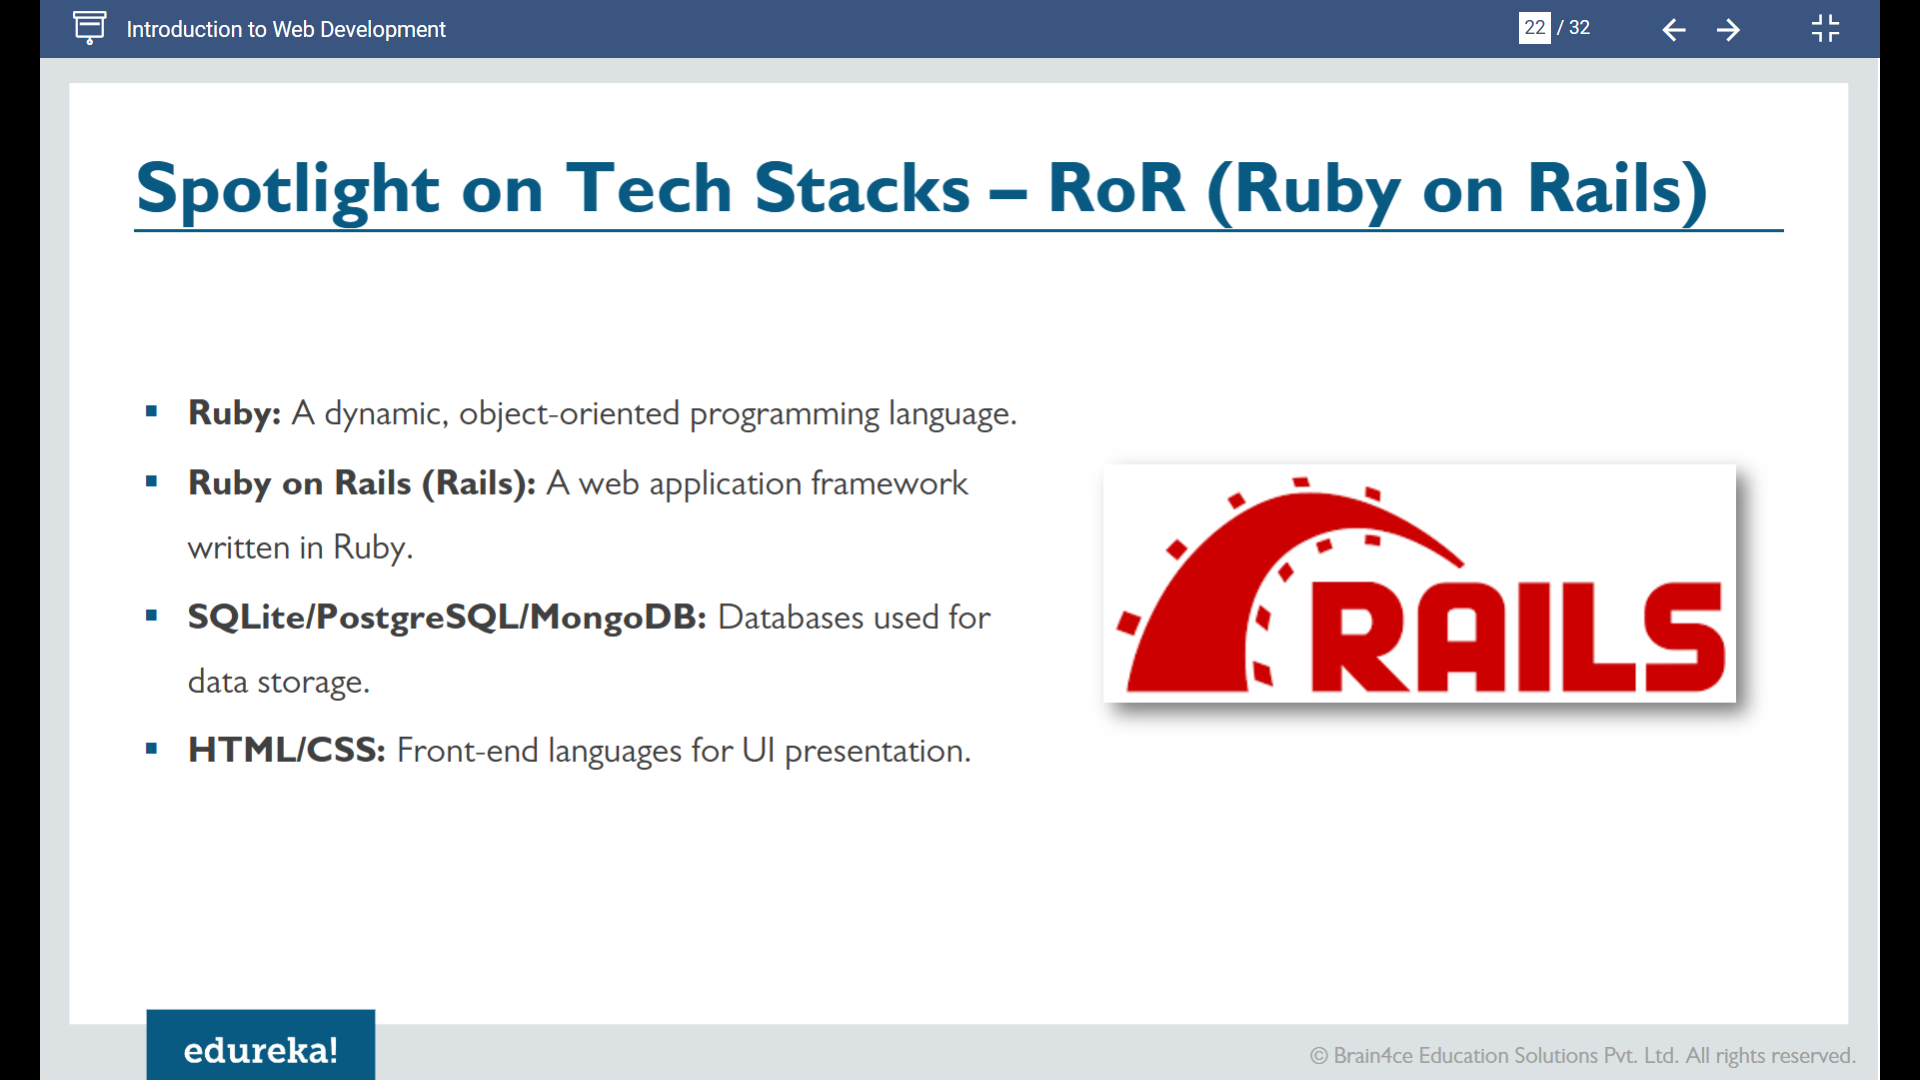 Introduction to Web Development
22 / 32
Spotlight on Tech Stacks – RoR (Ruby on Rails)
▪ Ruby: A dynamic, object-oriented programming language.
▪ Ruby on Rails (Rails): A web application framework
written in Ruby.
▪ SQLite/PostgreSQL/MongoDB: Databases used for
data storage.
▪ HTML/CSS: Front-end languages for UI presentation.
RAILS
edureka!
© Brain4ce Education Solutions Pvt. Ltd. All rights reserved.